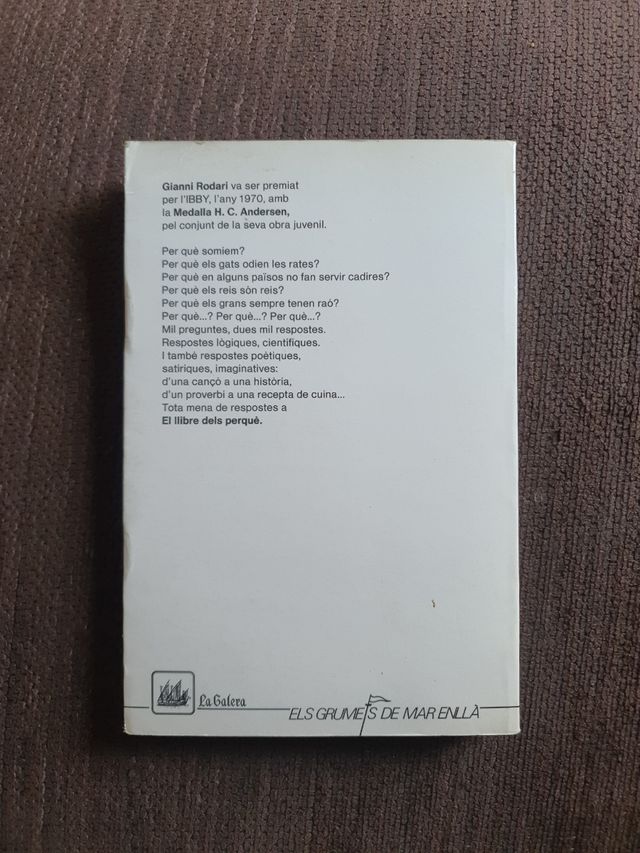 Gianni Rodari va ser premiat
per l'IBBY, l'any 1970, amb
la Medalla H. C. Andersen,
pel conjunt de la seva obra juvenil.
Per què somiem?
Per què els gats odien les rates?
Per què en alguns països no fan servir cadires?
Per què els reis són reis?
Per què els grans sempre tenen raó?
Per què...? Per què...? Per què...?
Mil preguntes, dues mil respostes.
Respostes lògiques, científiques.
I també respostes poètiques,
satíriques, imaginatives:
d'una cançó a una història,
d'un proverbi a una recepta de cuina...
Tota mena de respostes a
El llibre dels perquè.
La Galera
ELS GRUMETS DE MAR ENLLÀ